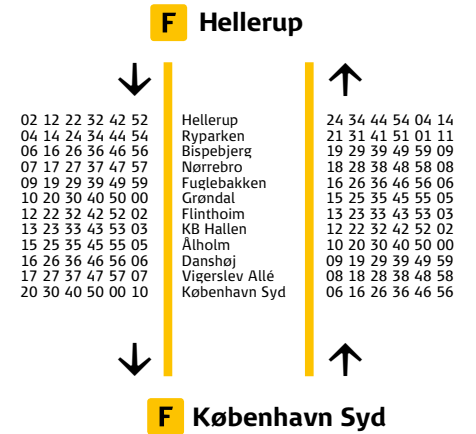 F Hellerup
02 12 22 32 42 52 Hellerup 24 34 44 54 04 14
04 14 24 34 44 54 Ryparken 21 31 41 51 01 11
06 16 26 36 46 56 Bispebjerg 19 29 39 49 59 09
07 17 27 37 47 57 Nørrebro 18 28 38 48 58 08
09 19 29 39 49 59 Fuglebakken 16 26 36 46 56 06
10 20 30 40 50 00 Grøndal 15 25 35 45 55 05
12 22 32 42 52 02 Flinthoim 13 23 33 43 53 03
13 23 33 43 53 03 KB Hallen 12 22 32 42 52 02
15 25 35 45 55 05 Ålholm 10 20 30 40 50 00
16 26 36 46 56 06 Danshøj 09 19 29 39 49 59
17 27 37 47 57 07 Vigerslev Allé 08 18 28 38 48 58
20 30 40 50 00 10 København Syd 06 16 26 36 46 56
F København Syd